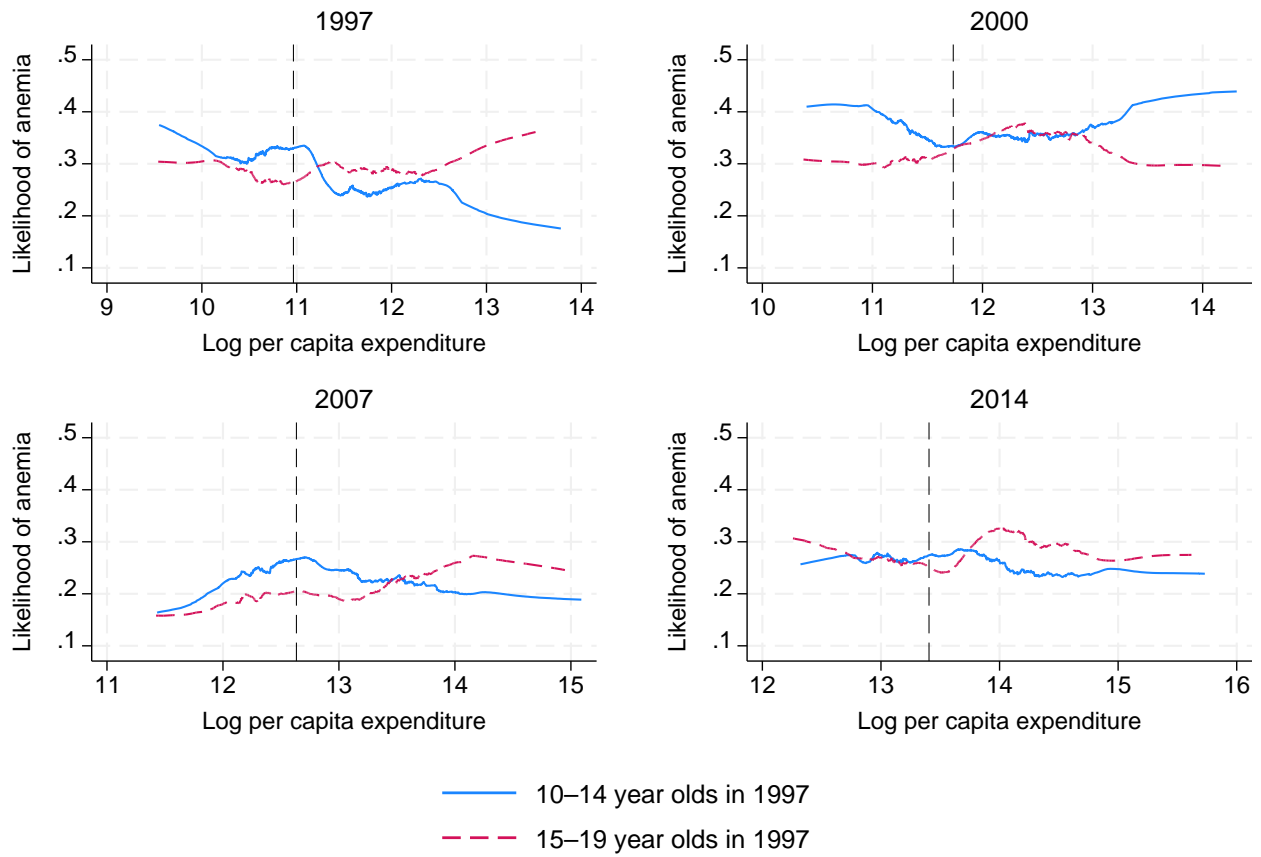 1997
.5
.4
.3
.2
.1
Likelihood of anemia
9 10 11 12 13 14
Log per capita expenditure
2000
.5
.4
.3
.2
.1
Likelihood of anemia
10 11 12 13 14
Log per capita expenditure
2007
.5
.4
.3
.2
.1
Likelihood of anemia
11 12 13 14 15
Log per capita expenditure
2014
.5
.4
.3
.2
.1
Likelihood of anemia
12 13 14 15 16
Log per capita expenditure
10–14 year olds in 1997
15–19 year olds in 1997